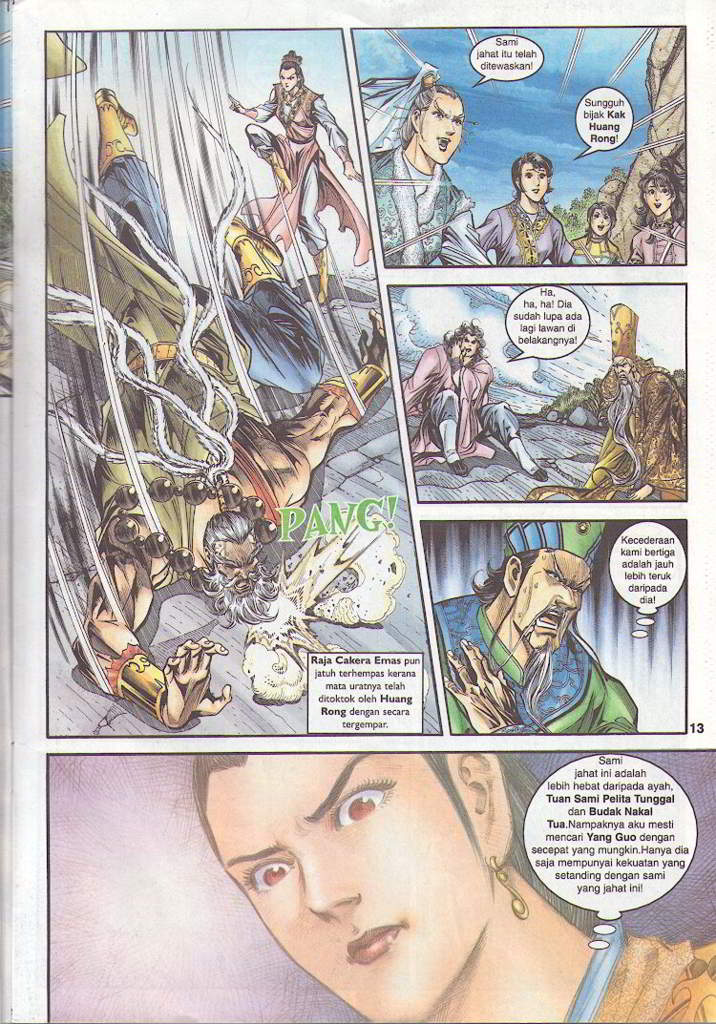 Sami
jahat itu telah
ditewaskan!
Sungguh
bijak Kak
Huang
Rong!
PANG!
Raja Cakera Emas pun
jatuh terhempas kerana
mata uratnya telah
ditoktok oleh Huang
Rong dengan secara
tergempar.
Ha,
ha, ha! Dia
sudah lupa ada
lagi lawan di
belakangnya!
Kecederaan
kami bertiga
adalah jauh
lebih teruk
daripada
dia!
13
Sami
jahat ini adalah
lebih hebat daripada ayah,
Tuan Sami Pelita Tunggal
dan Budak Nakal
Tua.Nampaknya aku mesti
mencari Yang Guo dengan
secepat yang mungkin.Hanya dia
saja mempunyai kekuatan yang
setanding dengan sami
yang jahat ini!